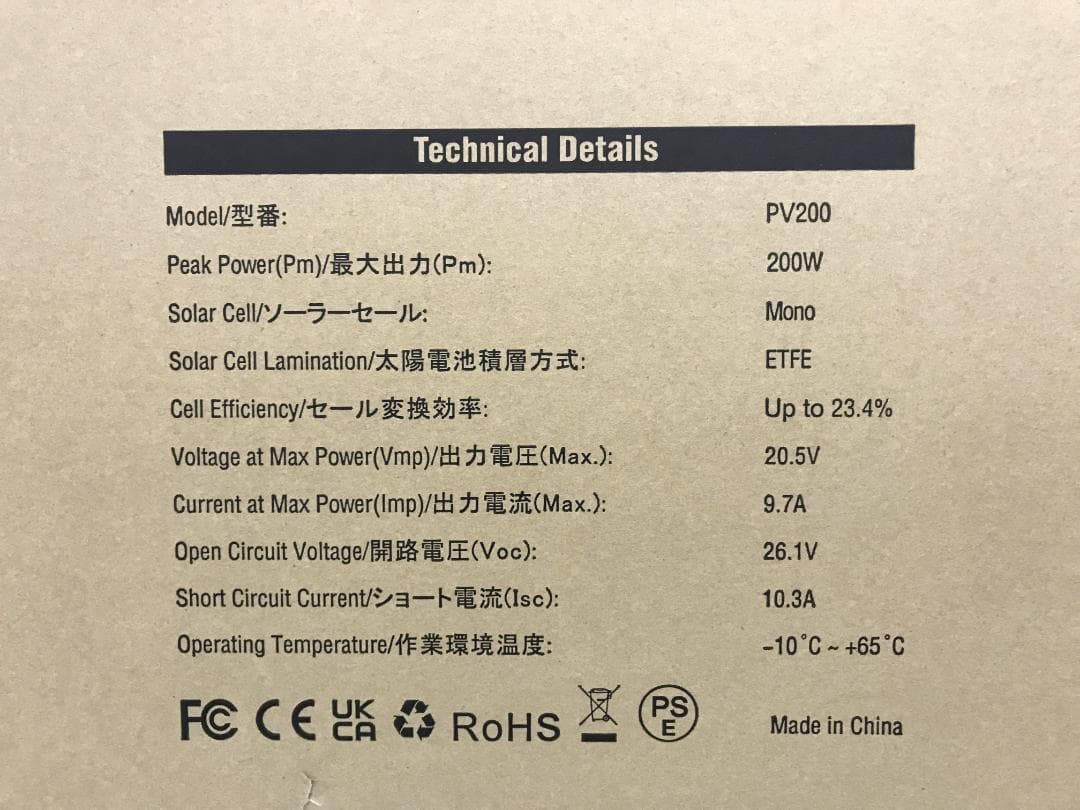 Technical Details
Model/型番: PV200
Peak Power(Pm)/最大出力(Pm): 200W
Solar Cell/ソーラーセール: Mono
Solar Cell Lamination/太陽電池積層方式: ETFE
Cell Efficiency/セール変換効率: Up to 23.4%
Voltage at Max Power(Vmp)/出力電圧(Max.): 20.5V
Current at Max Power(Imp)/出力電流(Max.): 9.7A
Open Circuit Voltage/開路電圧(Voc): 26.1V
Short Circuit Current/ショート電流(Isc): 10.3A
Operating Temperature/作業環境温度: -10°C ~ +65°C
FC CE UK CA RoHS PS E Made in China